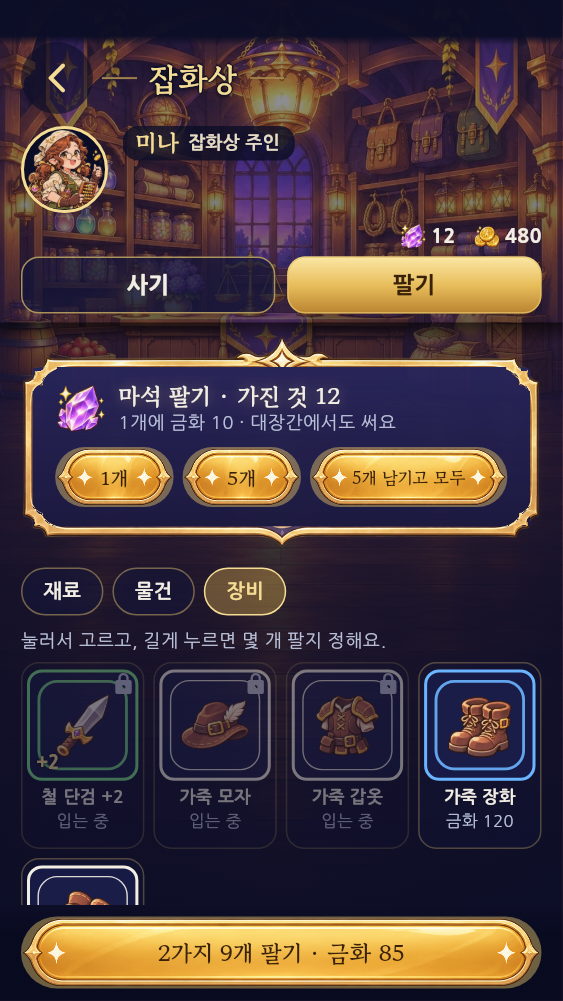 잡화상
미나 잡화상 주인
12 480
사기 팔기
마석 팔기 · 가진 것 12
1개에 금화 10 · 대장간에서도 써요
1개 5개 5개 남기고 모두
재료 물건 장비
눌러서 고르고, 길게 누르면 몇 개 팔지 정해요.
+2
철 단검 +2 가죽 모자 가죽 갑옷 가죽 장화
입는 중 입는 중 입는 중 금화 120
2가지 9개 팔기 · 금화 85